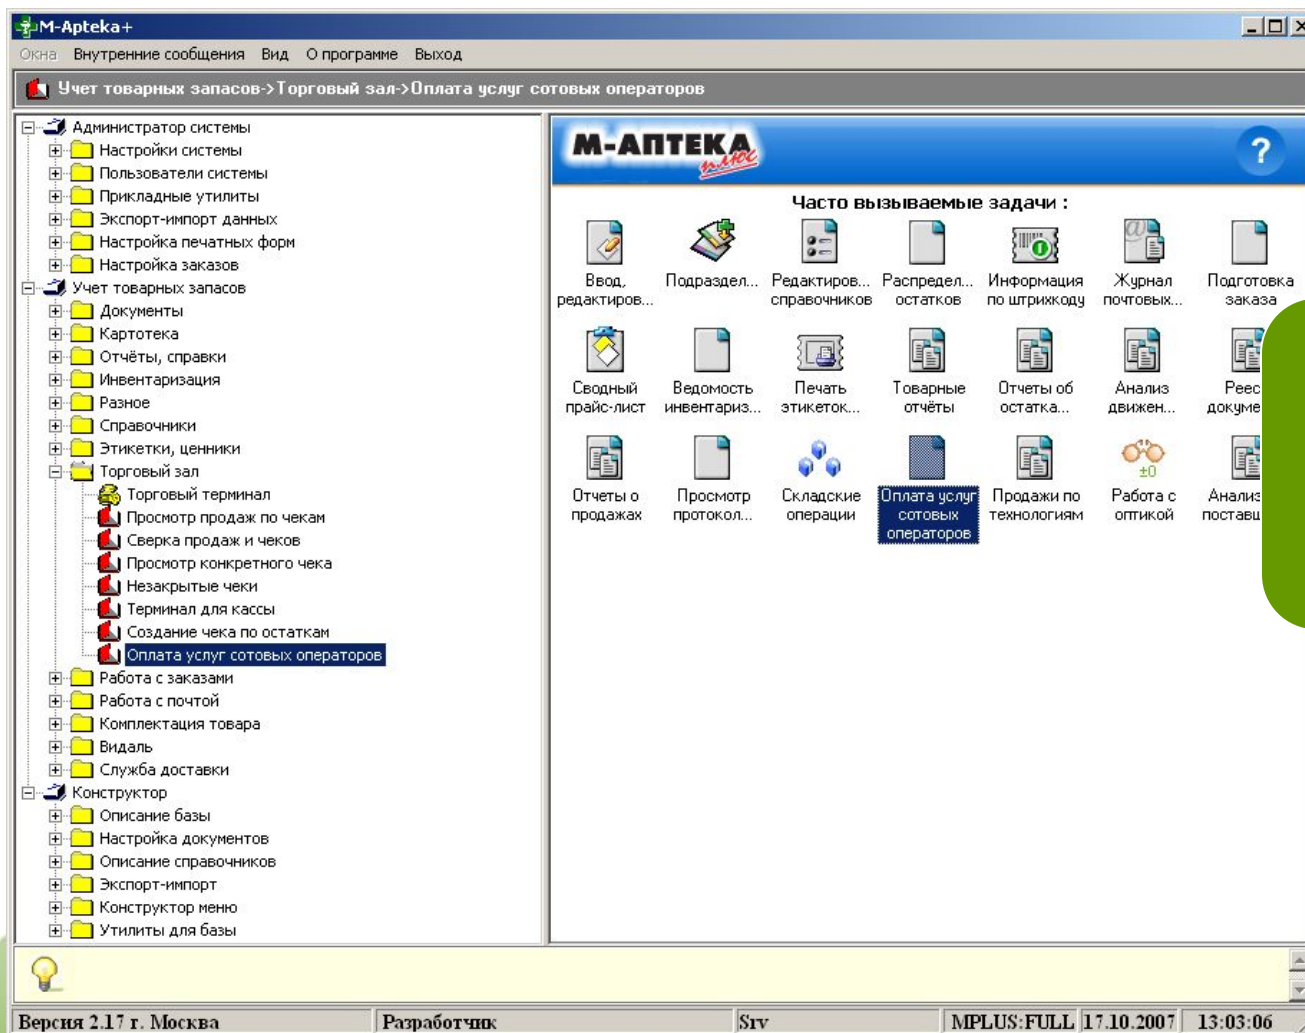 M-Apteka+
Окна Внутренние сообщения Вид О программе Выход
Учет товарных запасов->Торговый зал->Оплата услуг сотовых операторов
Администратор системы
Настройки системы
Пользователи системы
Прикладные утилиты
Экспорт-импорт данных
Настройка печатных форм
Настройка заказов
Учет товарных запасов
Документы
Картотека
Отчёты, справки
Инвентаризация
Разное
Справочники
Этикетки, ценники
Торговый зал
Торговый терминал
Просмотр продаж по чекам
Сверка продаж и чеков
Просмотр конкретного чека
Незакрытые чеки
Терминал для кассы
Создание чека по остаткам
Оплата услуг сотовых операторов
Работа с заказами
Работа с почтой
Комплектация товара
Видаль
Служба доставки
Конструктор
Описание базы
Настройка документов
Описание справочников
Экспорт-импорт
Конструктор меню
Утилиты для базы
М-АПТЕКА
плюс
?
Часто вызываемые задачи :
Ввод, Подраздел... Редактиров... Распредел... Информация Журнал Подготовка
редактиров... справочников остатков по штрихкоду почтовых... заказа
Сводный Ведомость Печать Товарные Отчеты об Анализ Реес
прайс-лист инвентариз... этикеток... отчёты остатка... движен... докуме
±0
Отчеты о Просмотр Складские Оплата услуг Продажи по Работа с Анализ
продажах протокол... операции сотовых технологиям оптикой поставщ
операторов
Версия 2.17 г. Москва Разработчик Srv MPLUS:FULL 17.10.2007 13:03:06